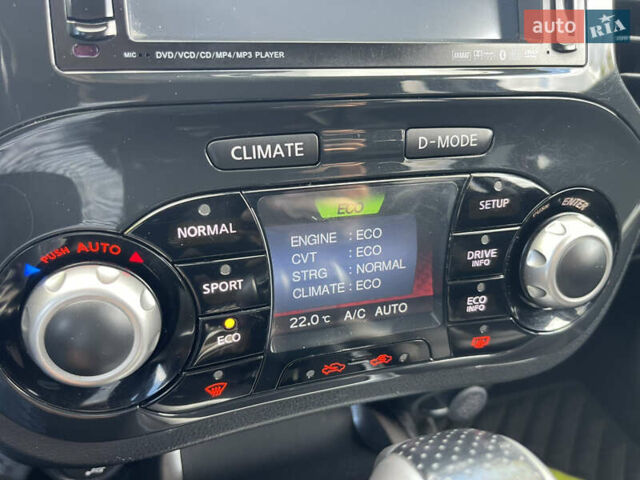 auto RIA
MIC
DVD/VCD/CD/MP4/MP3 PLAYER
CLIMATE
D-MODE
ECO
NORMAL
ENGINE : ECO
CVT : ECO
STRG : NORMAL
CLIMATE : ECO
22.0℃ A/C AUTO
SETUP
PUSH ENTER
PUSH AUTO
SPORT
DRIVE INFO
ECO
ECO INFO